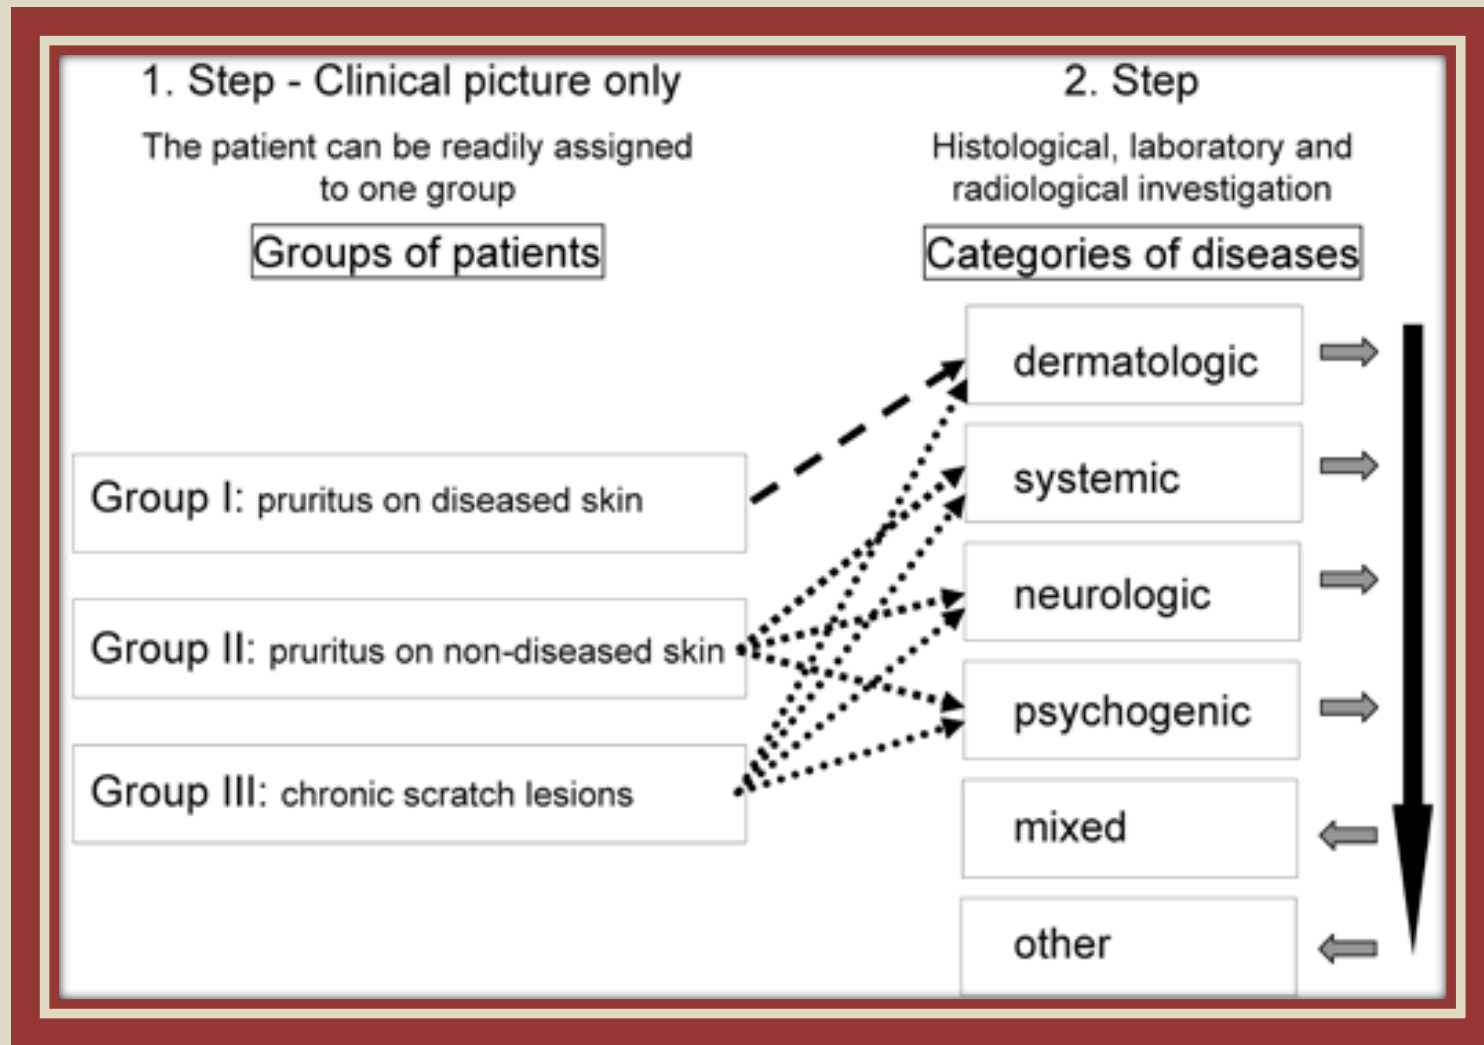 1. Step - Clinical picture only
The patient can be readily assigned
to one group
Groups of patients
Group I: pruritus on diseased skin
Group II: pruritus on non-diseased skin
Group III: chronic scratch lesions
2. Step
Histological, laboratory and
radiological investigation
Categories of diseases
dermatologic
systemic
neurologic
psychogenic
mixed
other